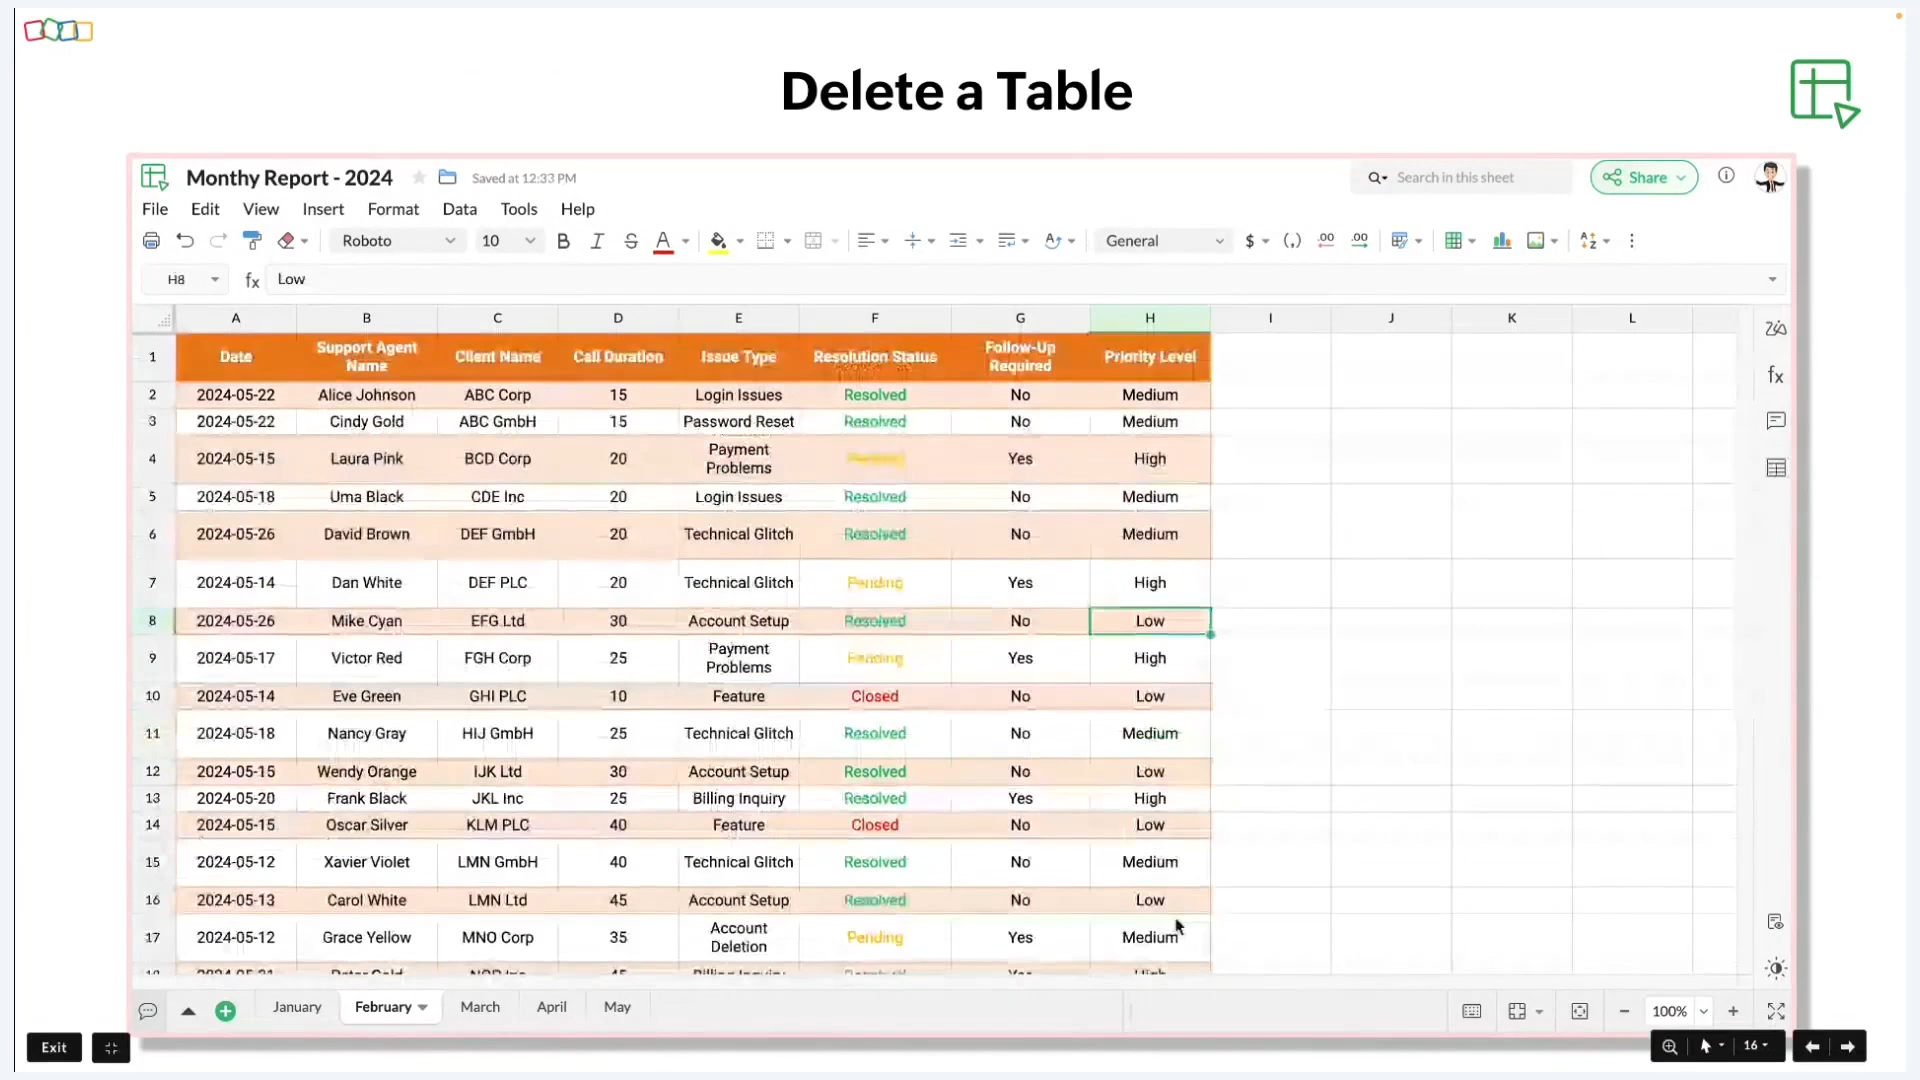 Delete a Table
Monthy Report - 2024 Saved at 12:33 PM Search in this sheet Share
File Edit View Insert Format Data Tools Help
Roboto 10 B I S A General $ (,) .00 .00
H8 fx Low
A B C D E F G H I J K L
1 Date Support Agent Name Client Name Call Duration Issue Type Resolution Status Follow-Up Required Priority Level
2 2024-05-22 Alice Johnson ABC Corp 15 Login Issues Resolved No Medium
3 2024-05-22 Cindy Gold ABC GmbH 15 Password Reset Resolved No Medium
4 2024-05-15 Laura Pink BCD Corp 20 Payment Problems Pending Yes High
5 2024-05-18 Uma Black CDE Inc 20 Login Issues Resolved No Medium
6 2024-05-26 David Brown DEF GmbH 20 Technical Glitch Resolved No Medium
7 2024-05-14 Dan White DEF PLC 20 Technical Glitch Pending Yes High
8 2024-05-26 Mike Cyan EFG Ltd 30 Account Setup Resolved No Low
9 2024-05-17 Victor Red FGH Corp 25 Payment Problems Pending Yes High
10 2024-05-14 Eve Green GHI PLC 10 Feature Closed No Low
11 2024-05-18 Nancy Gray HIJ GmbH 25 Technical Glitch Resolved No Medium
12 2024-05-15 Wendy Orange IJK Ltd 30 Account Setup Resolved No Low
13 2024-05-20 Frank Black JKL Inc 25 Billing Inquiry Resolved Yes High
14 2024-05-15 Oscar Silver KLM PLC 40 Feature Closed No Low
15 2024-05-12 Xavier Violet LMN GmbH 40 Technical Glitch Resolved No Medium
16 2024-05-13 Carol White LMN Ltd 45 Account Setup Resolved No Low
17 2024-05-12 Grace Yellow MNO Corp 35 Account Deletion Pending Yes Medium
January February March April May 100%
Exit 16